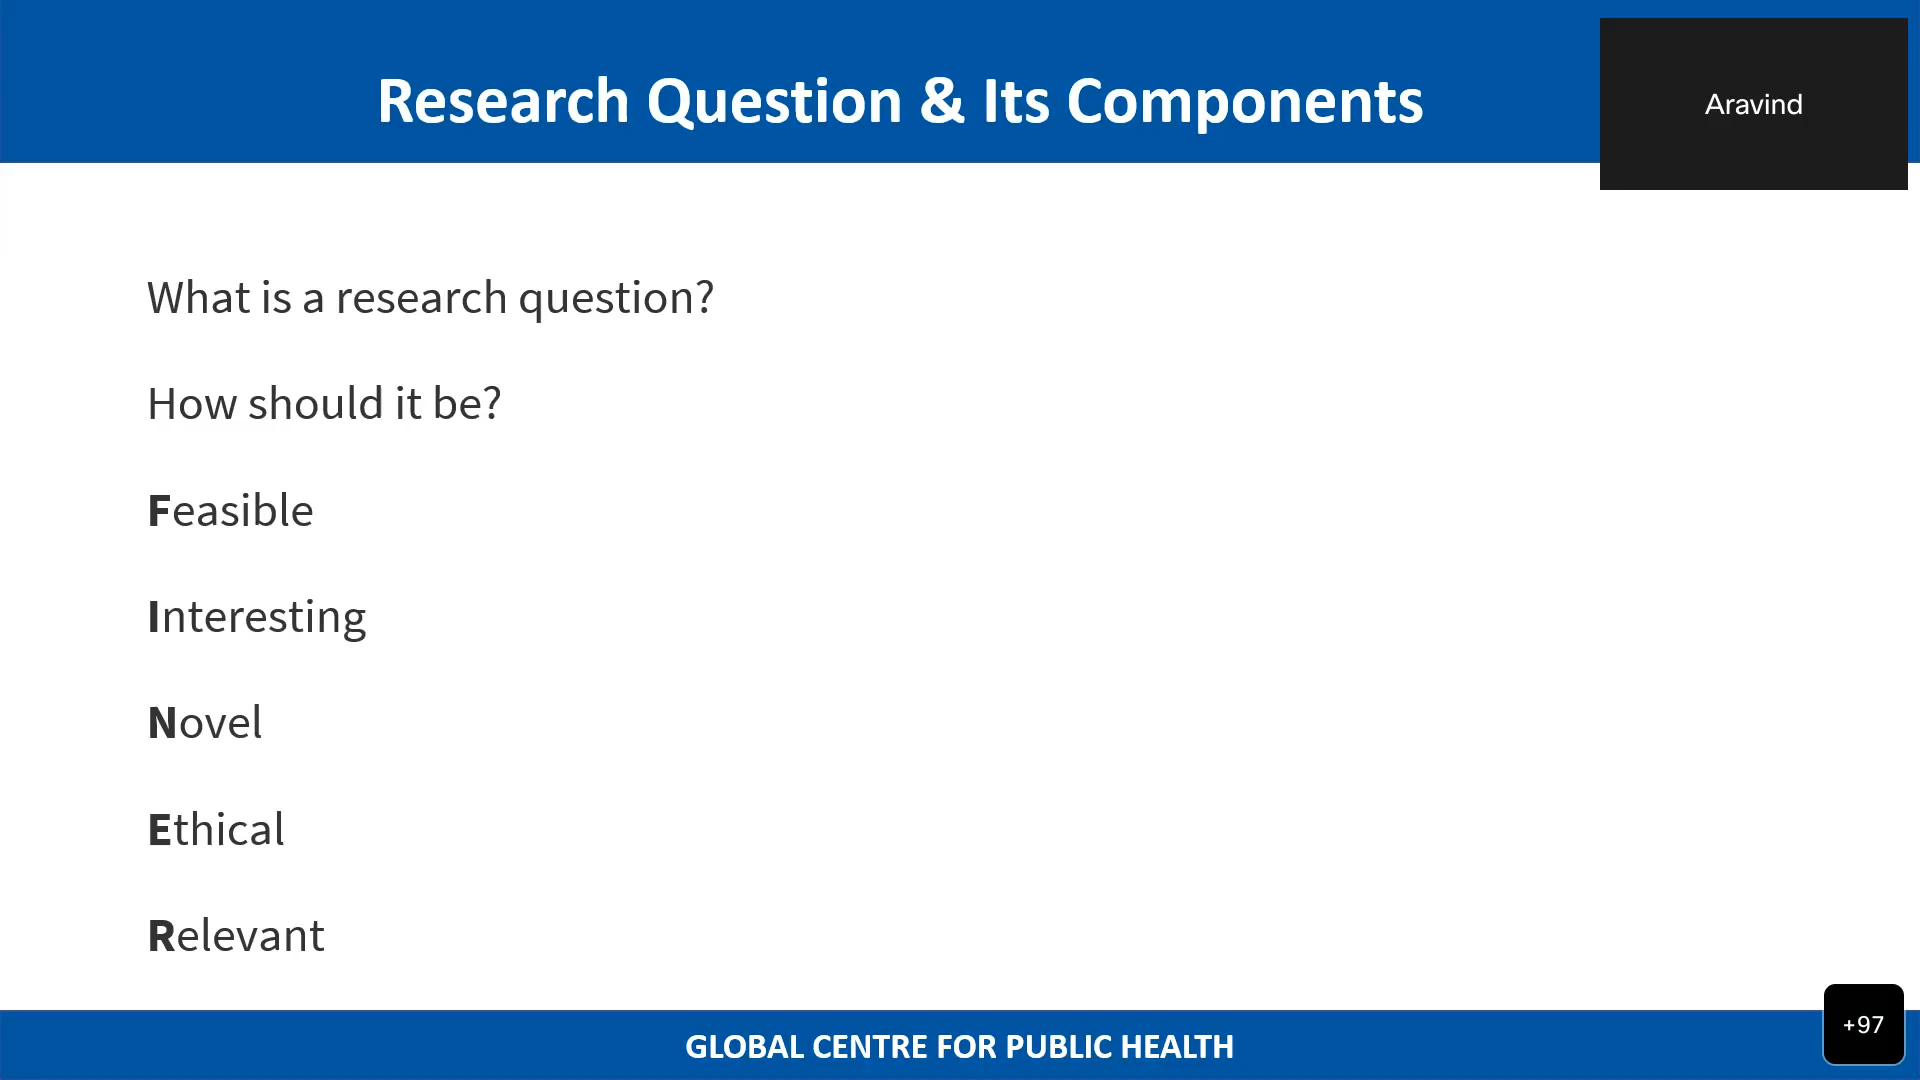 Research Question & Its Components
Aravind
What is a research question?
How should it be?
Feasible
Interesting
Novel
Ethical
Relevant
GLOBAL CENTRE FOR PUBLIC HEALTH
+97